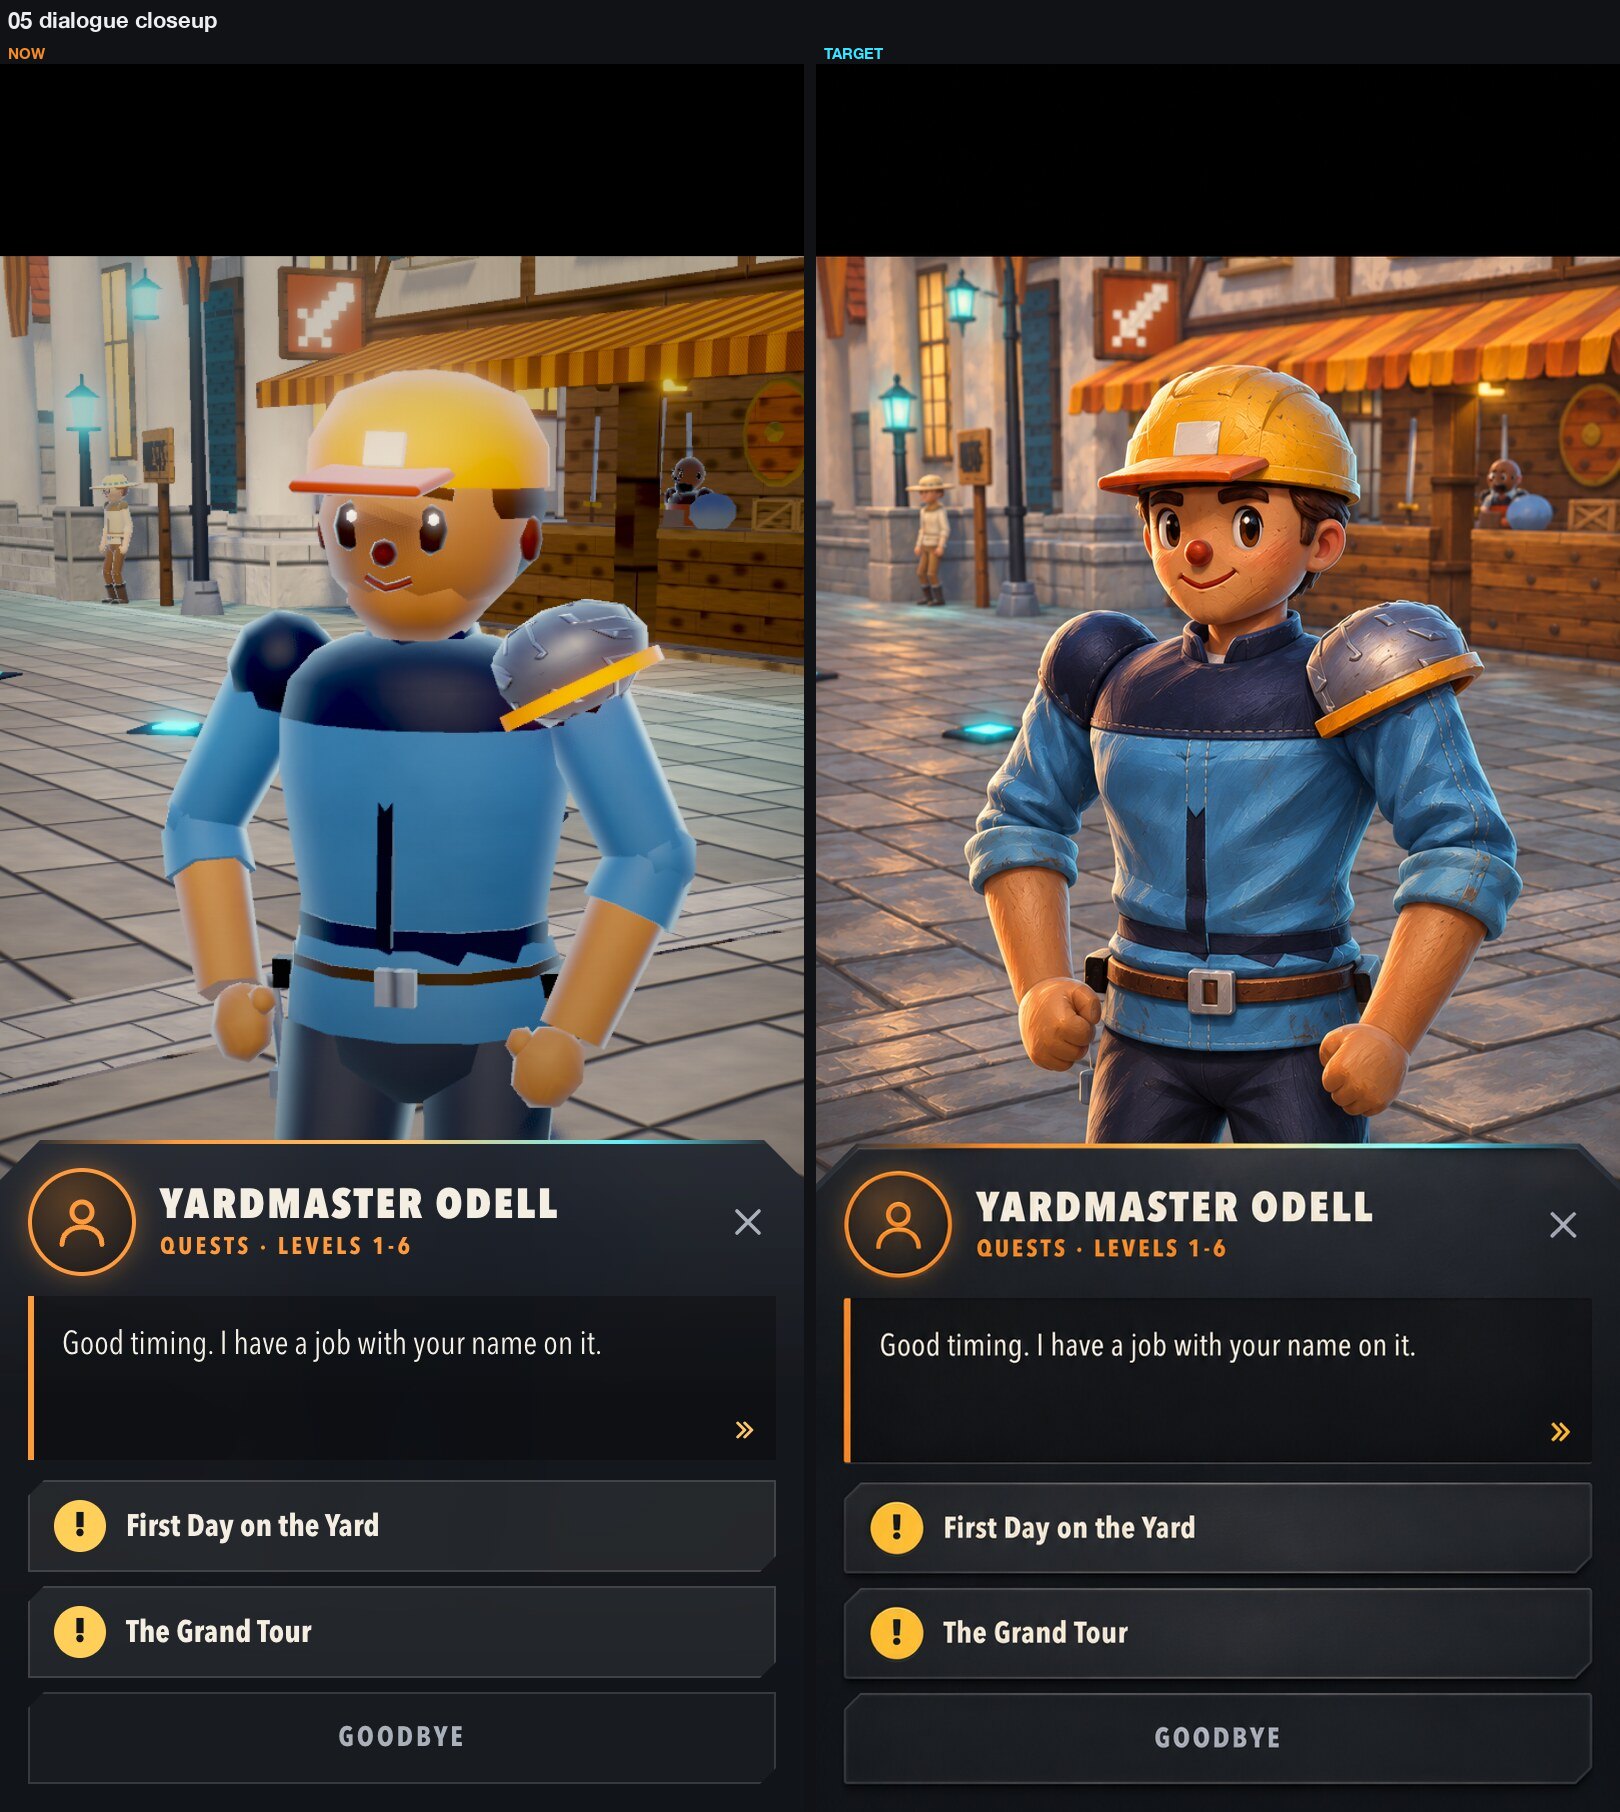 05 dialogue closeup
NOW
TARGET
YARDMASTER ODELL
QUESTS · LEVELS 1-6
Good timing. I have a job with your name on it.
»
! First Day on the Yard
! The Grand Tour
GOODBYE
YARDMASTER ODELL
QUESTS · LEVELS 1-6
Good timing. I have a job with your name on it.
»
! First Day on the Yard
! The Grand Tour
GOODBYE